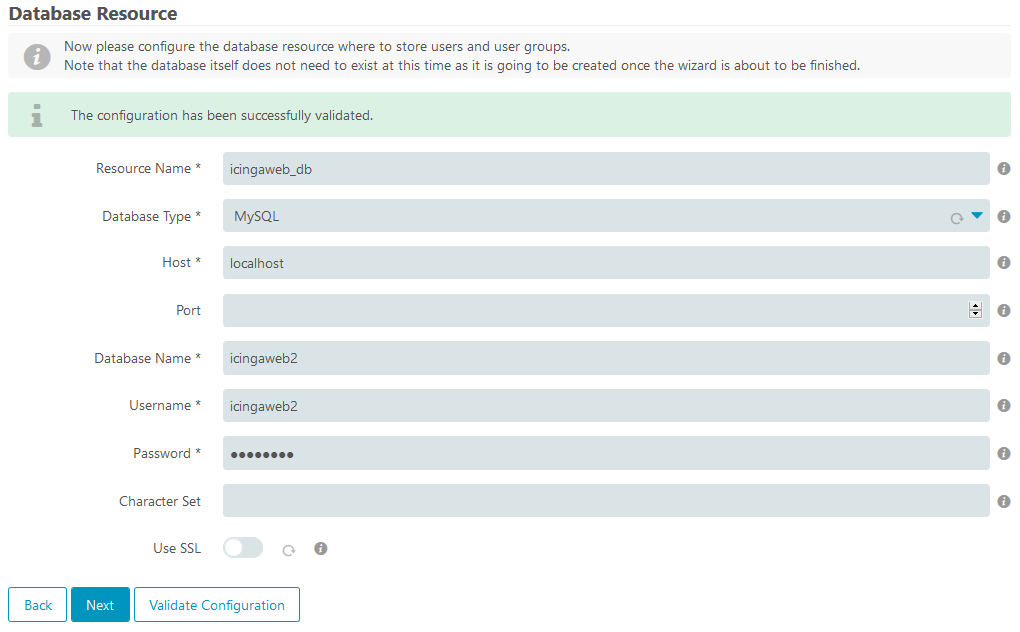 Database Resource
Now please configure the database resource where to store users and user groups.
Note that the database itself does not need to exist at this time as it is going to be created once the wizard is about to be finished.
The configuration has been successfully validated.
Resource Name * icingaweb_db
Database Type * MySQL
Host * localhost
Port
Database Name * icingaweb2
Username * icingaweb2
Password * ••••••••
Character Set
Use SSL
Back Next Validate Configuration